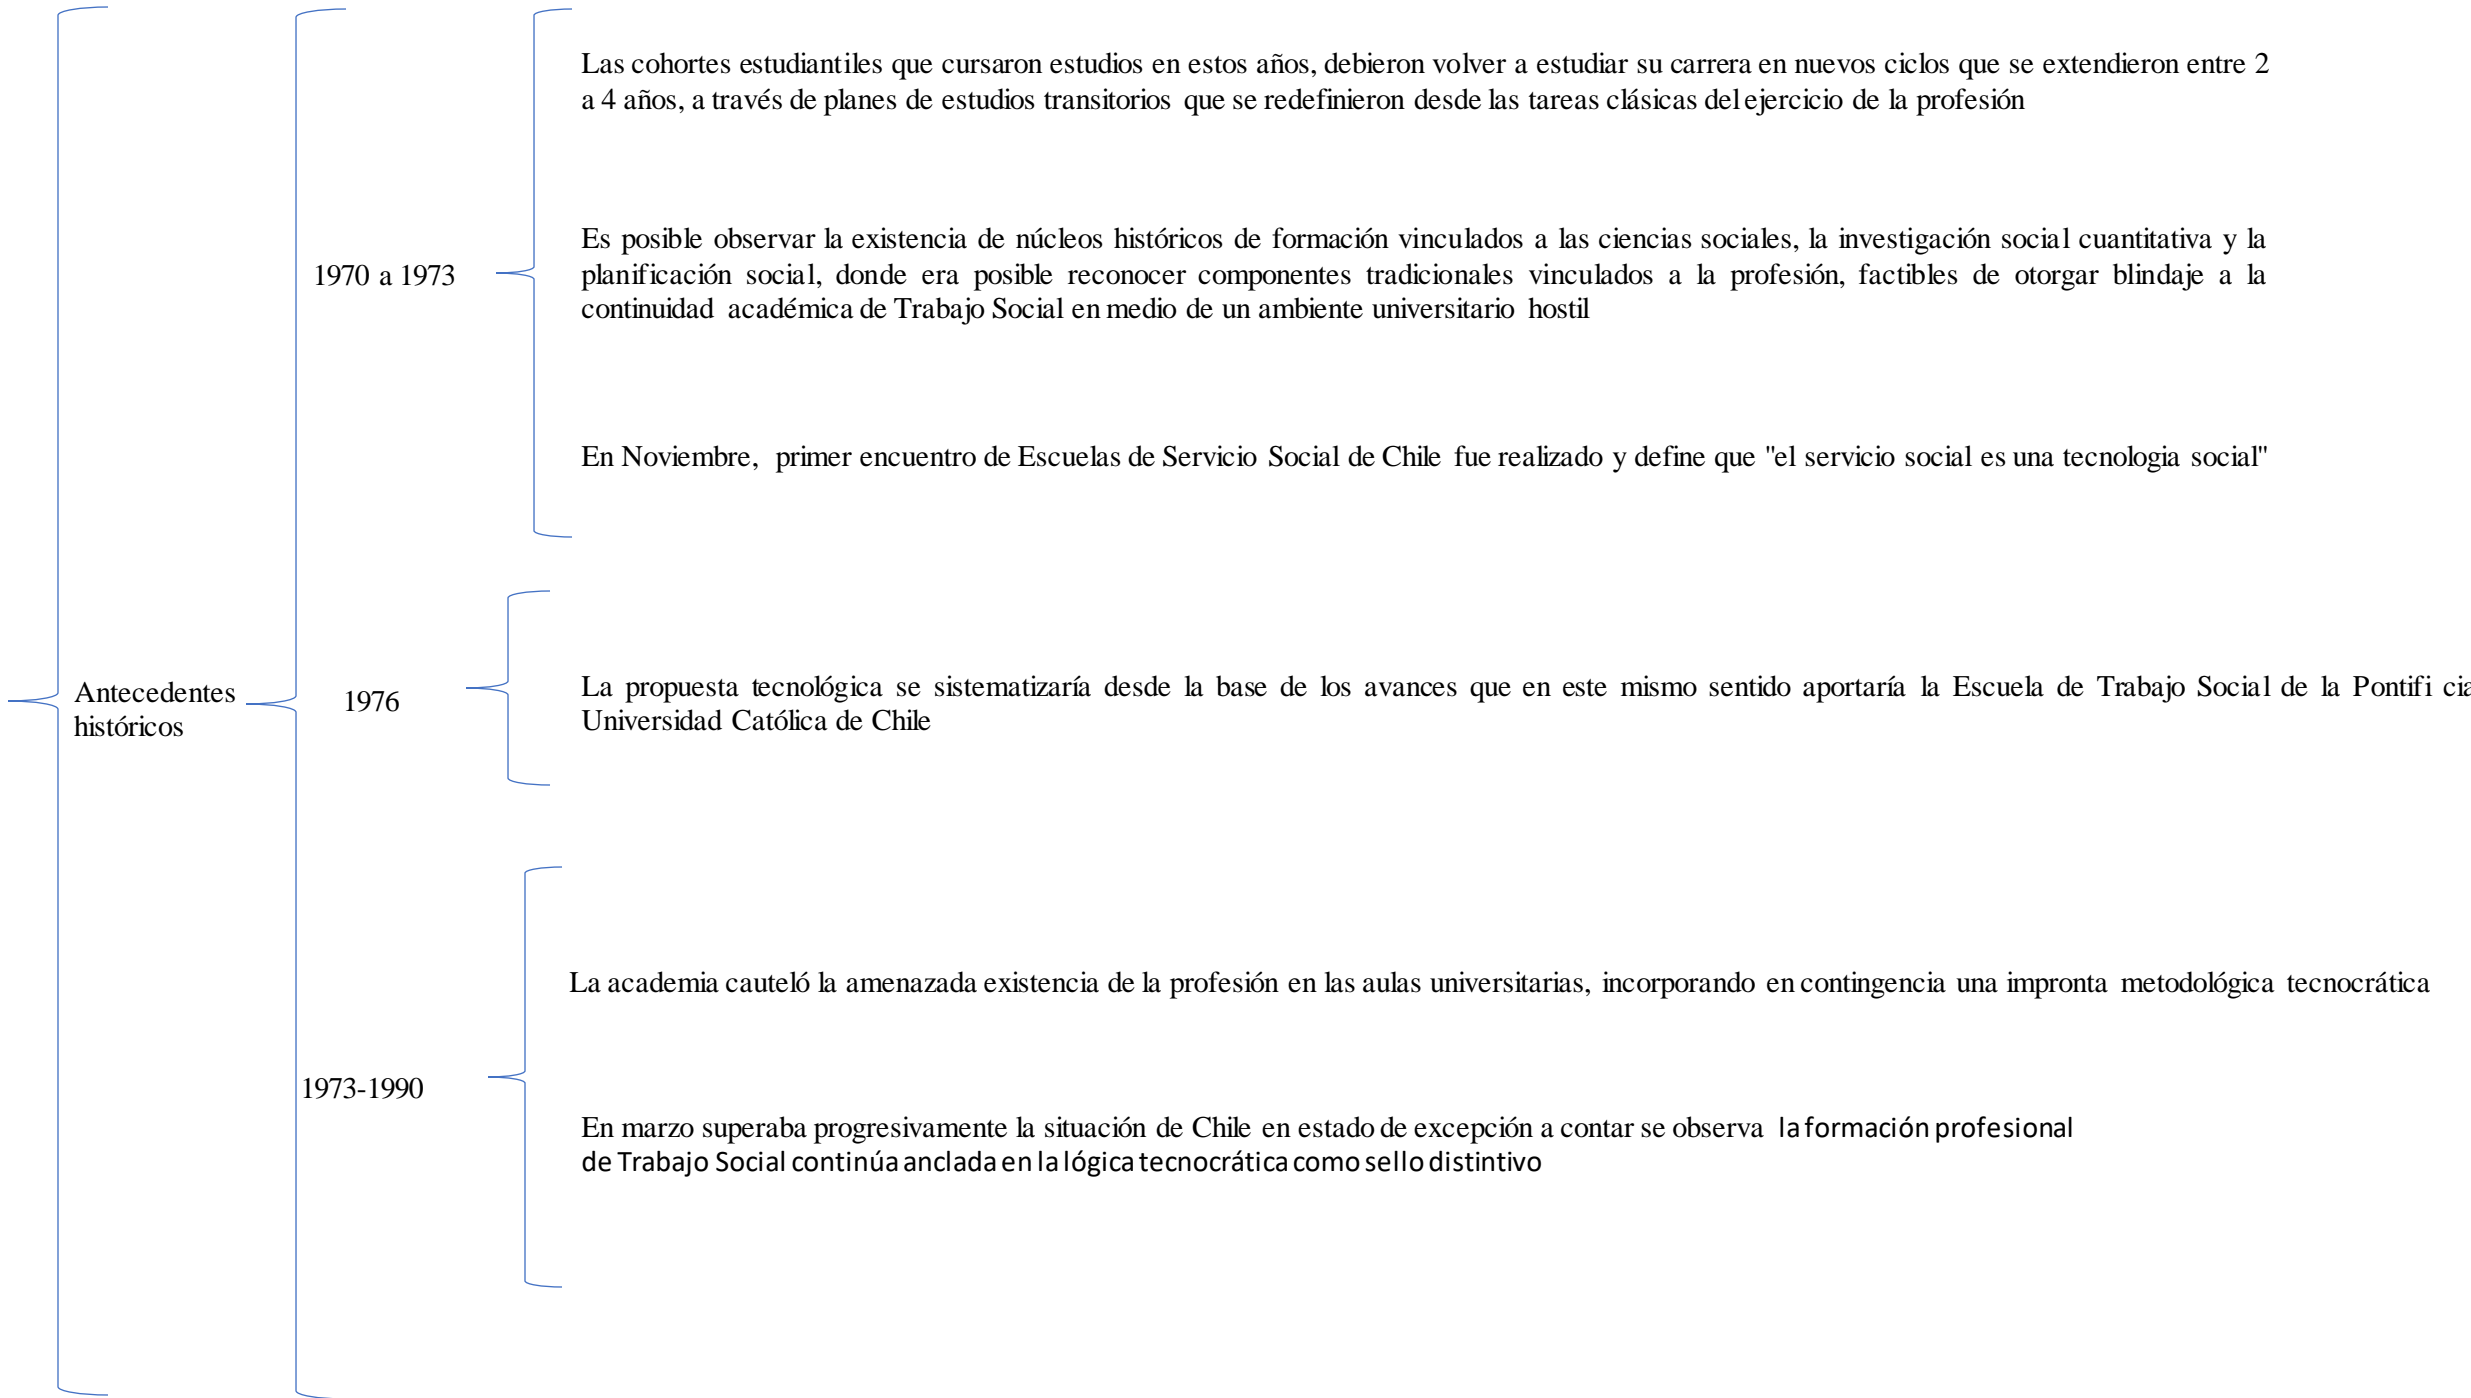 Las cohortes estudiantiles que cursaron estudios en estos años, debieron volver a estudiar su carrera en nuevos ciclos que se extendieron entre 2
a 4 años, a través de planes de estudios transitorios que se redefinieron desde las tareas clásicas del ejercicio de la profesión
1970 a 1973
Es posible observar la existencia de núcleos históricos de formación vinculados a las ciencias sociales, la investigación social cuantitativa y la
planificación social, donde era posible reconocer componentes tradicionales vinculados a la profesión, factibles de otorgar blindaje a la
continuidad académica de Trabajo Social en medio de un ambiente universitario hostil
En Noviembre, primer encuentro de Escuelas de Servicio Social de Chile fue realizado y define que "el servicio social es una tecnologia social"
Antecedentes
históricos
1976
La propuesta tecnológica se sistematizaría desde la base de los avances que en este mismo sentido aportaría la Escuela de Trabajo Social de la Pontifi cia
Universidad Católica de Chile
1973-1990
La academia cauteló la amenazada existencia de la profesión en las aulas universitarias, incorporando en contingencia una impronta metodológica tecnocrática
En marzo superaba progresivamente la situación de Chile en estado de excepción a contar se observa la formación profesional
de Trabajo Social continúa anclada en la lógica tecnocrática como sello distintivo